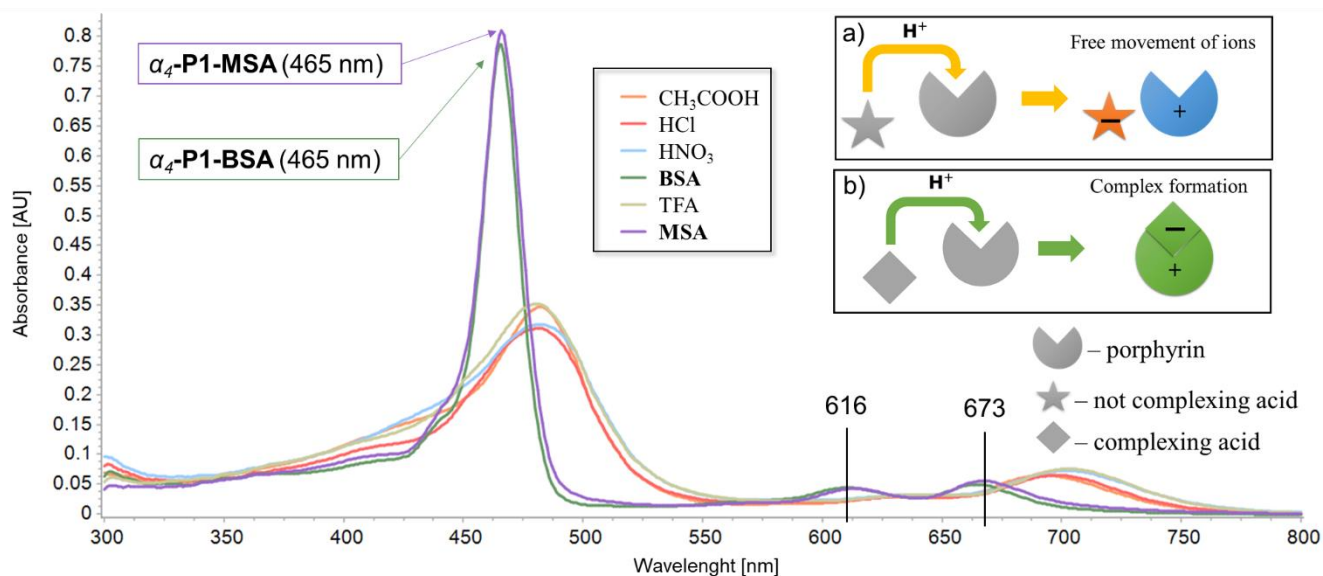 0.8
0.75
0.7
0.65
0.6
0.55
0.5
0.45
0.4
0.35
0.3
0.25
0.2
0.15
0.1
0.05
0
Absorbance [AU]
300 350 400 450 500 550 600 650 700 750 800
Wavelenght [nm]
α₄-P1-MSA (465 nm)
α₄-P1-BSA (465 nm)
CH₃COOH
HCl
HNO₃
BSA
TFA
MSA
616
673
a)
H⁺
Free movement of ions
−
+
b)
H⁺
Complex formation
−
+
– porphyrin
– not complexing acid
– complexing acid